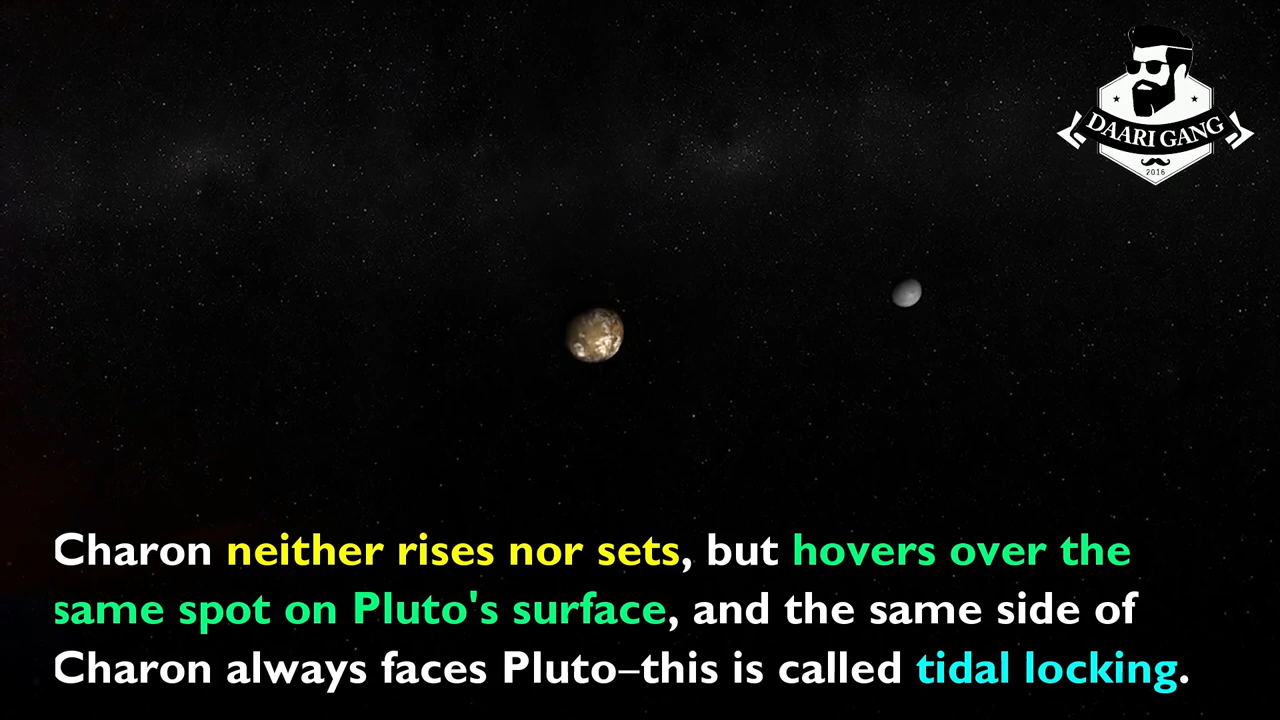 DAARI GANG
2016
Charon neither rises nor sets, but hovers over the
same spot on Pluto's surface, and the same side of
Charon always faces Pluto–this is called tidal locking.